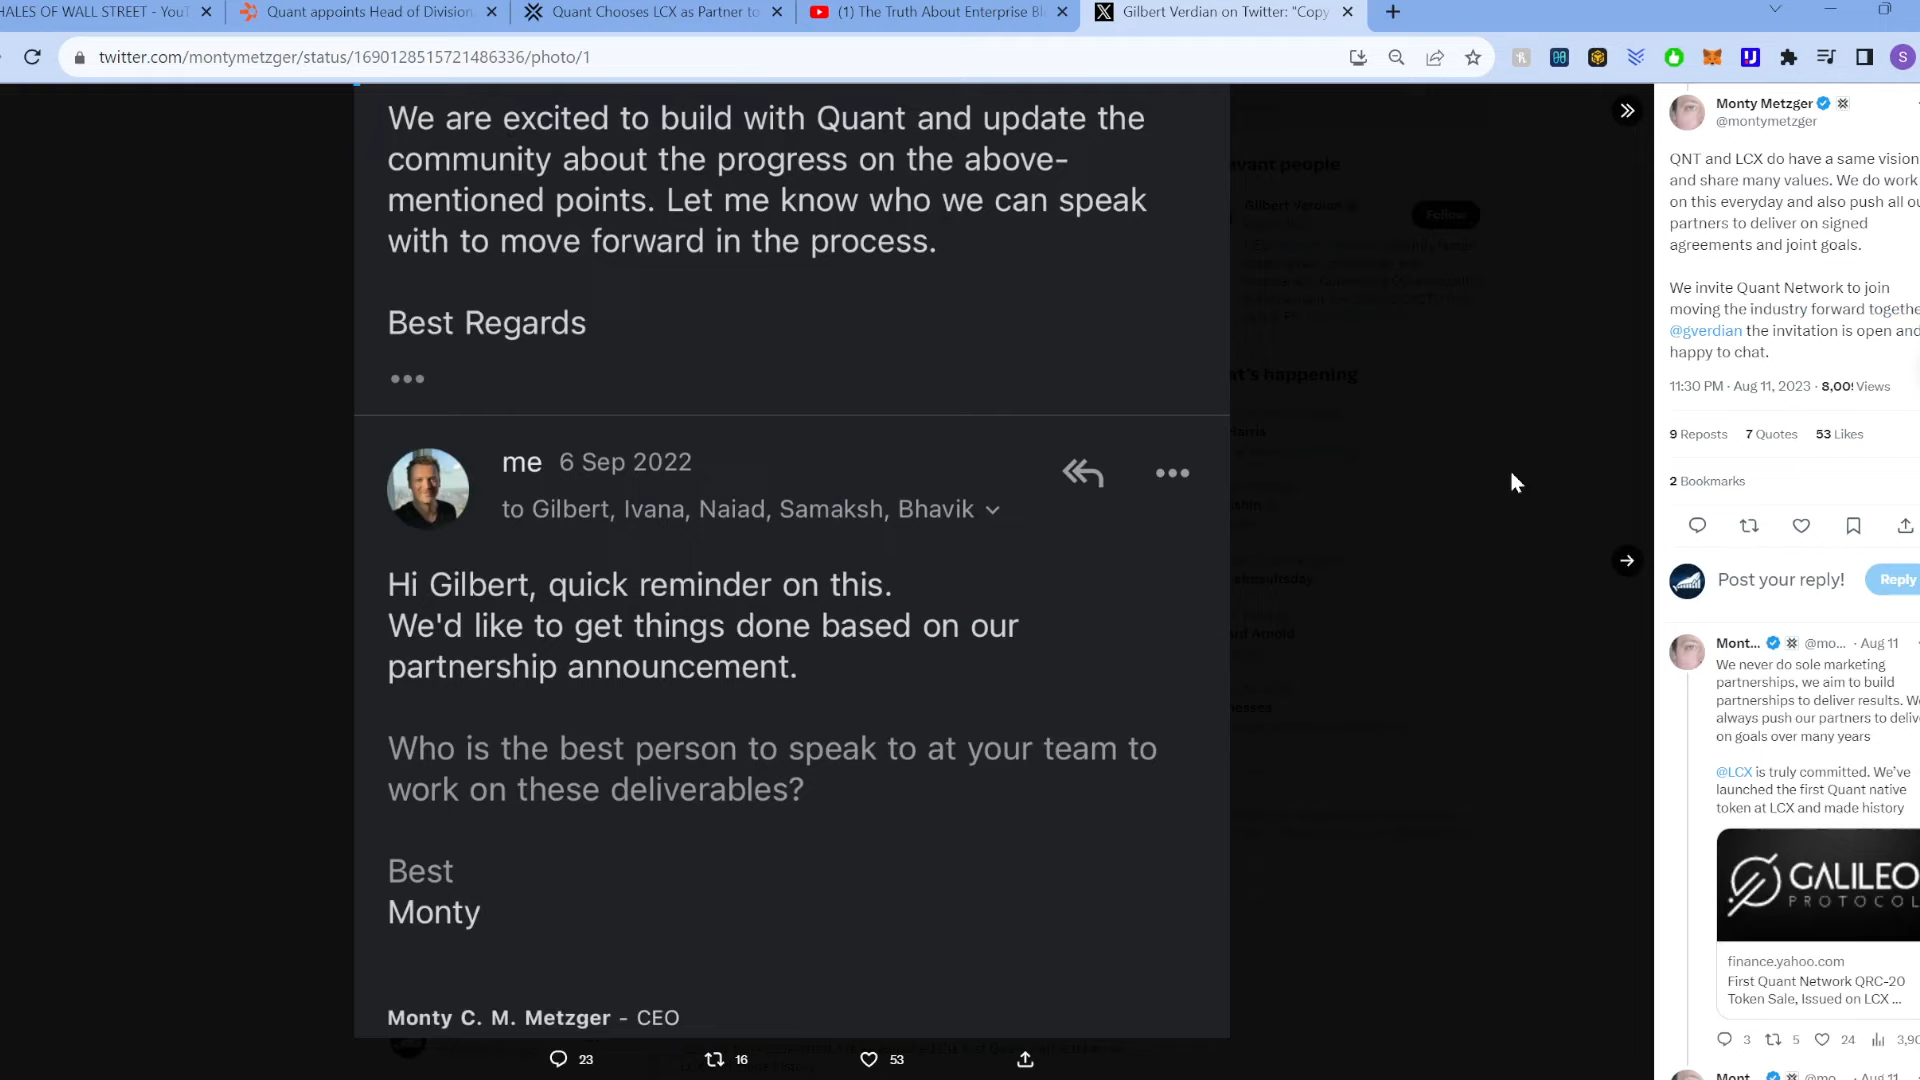 HALES OF WALL STREET - YouT
Quant appoints Head of Division
Quant Chooses LCX as Partner to
(1) The Truth About Enterprise Bl
Gilbert Verdian on Twitter: "Copy
twitter.com/montymetzger/status/1690128515721486336/photo/1
We are excited to build with Quant and update the
community about the progress on the above-
mentioned points. Let me know who we can speak
with to move forward in the process.
Best Regards
me 6 Sep 2022
to Gilbert, Ivana, Naiad, Samaksh, Bhavik
Hi Gilbert, quick reminder on this.
We'd like to get things done based on our
partnership announcement.
Who is the best person to speak to at your team to
work on these deliverables?
Best
Monty
Monty C. M. Metzger - CEO
23
16
53
vant people
Gilbert Verdian
Follow
at's happening
Monty Metzger
@montymetzger
QNT and LCX do have a same vision
and share many values. We do work
on this everyday and also push all ou
partners to deliver on signed
agreements and joint goals.
We invite Quant Network to join
moving the industry forward togethe
@gverdian the invitation is open and
happy to chat.
11:30 PM · Aug 11, 2023 · 8,009 Views
9 Reposts 7 Quotes 53 Likes
2 Bookmarks
Post your reply!
Reply
Mont... @mo... · Aug 11
We never do sole marketing
partnerships, we aim to build
partnerships to deliver results. We
always push our partners to delive
on goals over many years
@LCX is truly committed. We've
launched the first Quant native
token at LCX and made history
GALILEO
PROTOCOL
finance.yahoo.com
First Quant Network QRC-20
Token Sale, Issued on LCX ...
3 5 24 3,90
Mont... @mo... · Aug 11